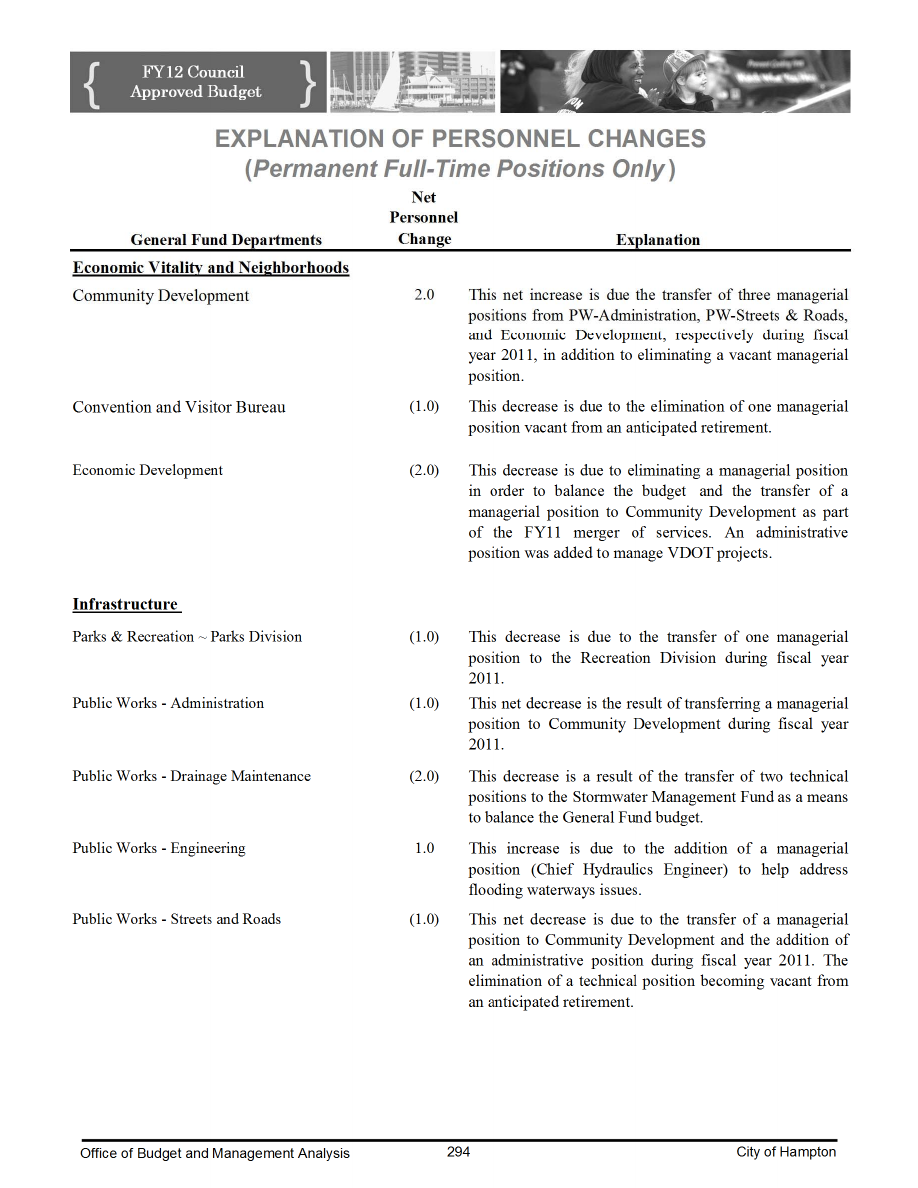 FY12 Council
Approved Budget
EXPLANATION OF PERSONNEL CHANGES
(Permanent Full-Time Positions Only)
Net
Personnel
General Fund Departments Change Explanation
Economic Vitality and Neighborhoods
Community Development 2.0 This net increase is due the transfer of three managerial
positions from PW-Administration, PW-Streets & Roads,
and Economic Development, respectively during fiscal
year 2011, in addition to eliminating a vacant managerial
position.
Convention and Visitor Bureau (1.0) This decrease is due to the elimination of one managerial
position vacant from an anticipated retirement.
Economic Development (2.0) This decrease is due to eliminating a managerial position
in order to balance the budget and the transfer of a
managerial position to Community Development as part
of the FY11 merger of services. An administrative
position was added to manage VDOT projects.
Infrastructure
Parks & Recreation ~ Parks Division (1.0) This decrease is due to the transfer of one managerial
position to the Recreation Division during fiscal year
2011.
Public Works - Administration (1.0) This net decrease is the result of transferring a managerial
position to Community Development during fiscal year
2011.
Public Works - Drainage Maintenance (2.0) This decrease is a result of the transfer of two technical
positions to the Stormwater Management Fund as a means
to balance the General Fund budget.
Public Works - Engineering 1.0 This increase is due to the addition of a managerial
position (Chief Hydraulics Engineer) to help address
flooding waterways issues.
Public Works - Streets and Roads (1.0) This net decrease is due to the transfer of a managerial
position to Community Development and the addition of
an administrative position during fiscal year 2011. The
elimination of a technical position becoming vacant from
an anticipated retirement.
Office of Budget and Management Analysis 294 City of Hampton